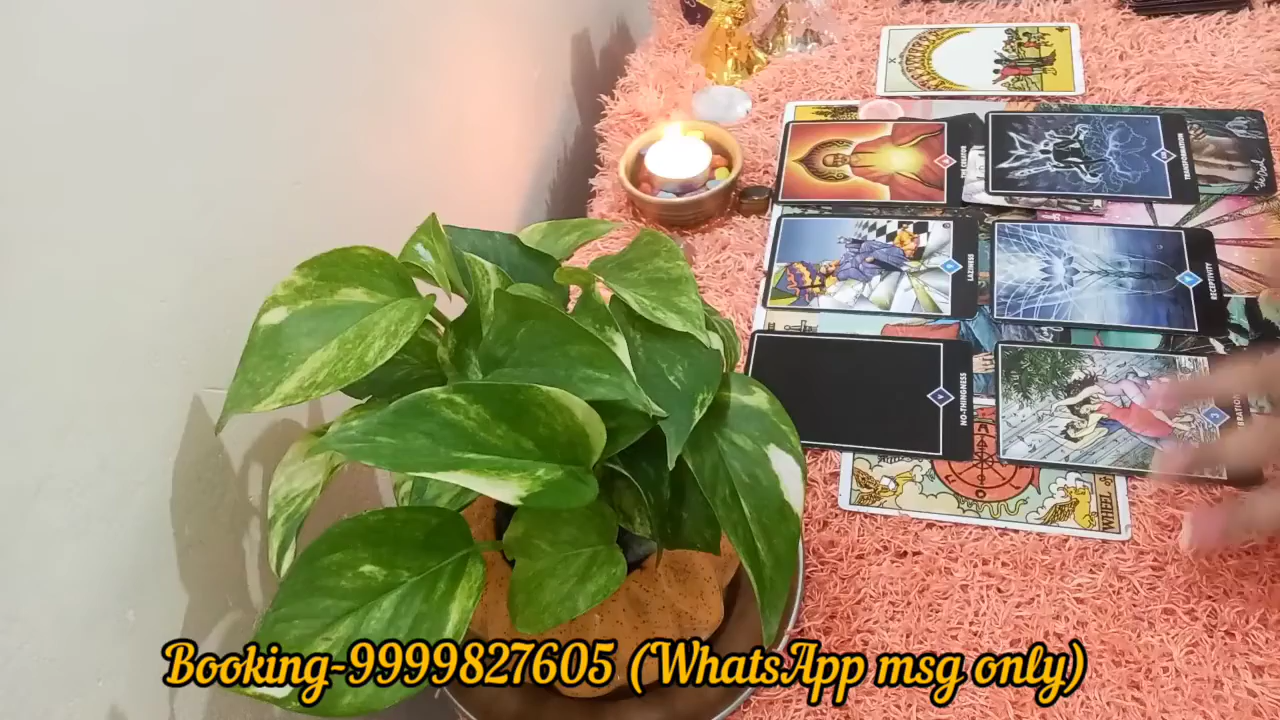 X
THE CREATOR
TRANSFORMATION
LAZINESS
RECEPTIVITY
V
NO-THINGNESS
WHEEL of
Booking-9999827605 (WhatsApp msg only)